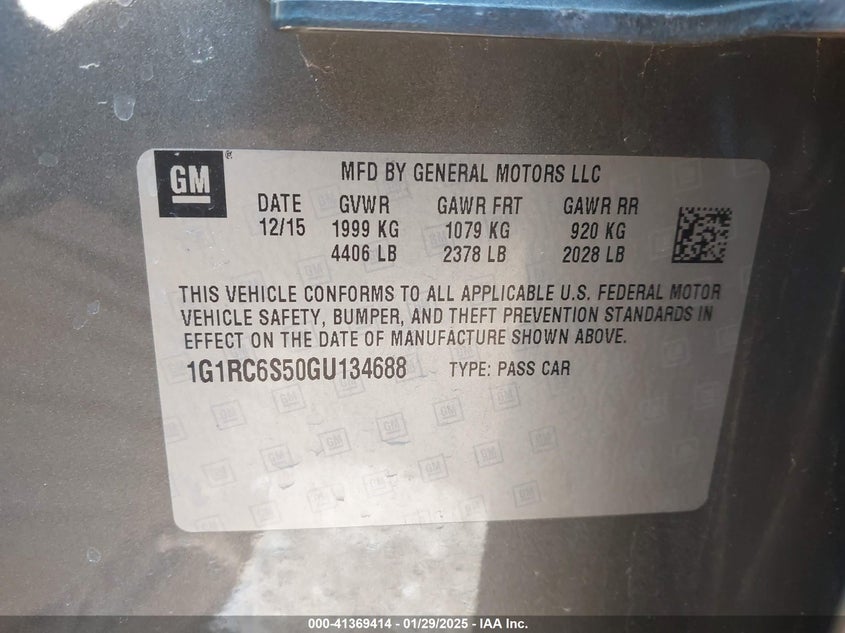 GM ®
MFD BY GENERAL MOTORS LLC
DATE GVWR GAWR FRT GAWR RR
12/15 1999 KG 1079 KG 920 KG
4406 LB 2378 LB 2028 LB
THIS VEHICLE CONFORMS TO ALL APPLICABLE U.S. FEDERAL MOTOR
VEHICLE SAFETY, BUMPER, AND THEFT PREVENTION STANDARDS IN
EFFECT ON THE DATE OF MANUFACTURE SHOWN ABOVE.
1G1RC6S50GU134688 TYPE: PASS CAR
000-41369414 - 01/29/2025 - IAA Inc.